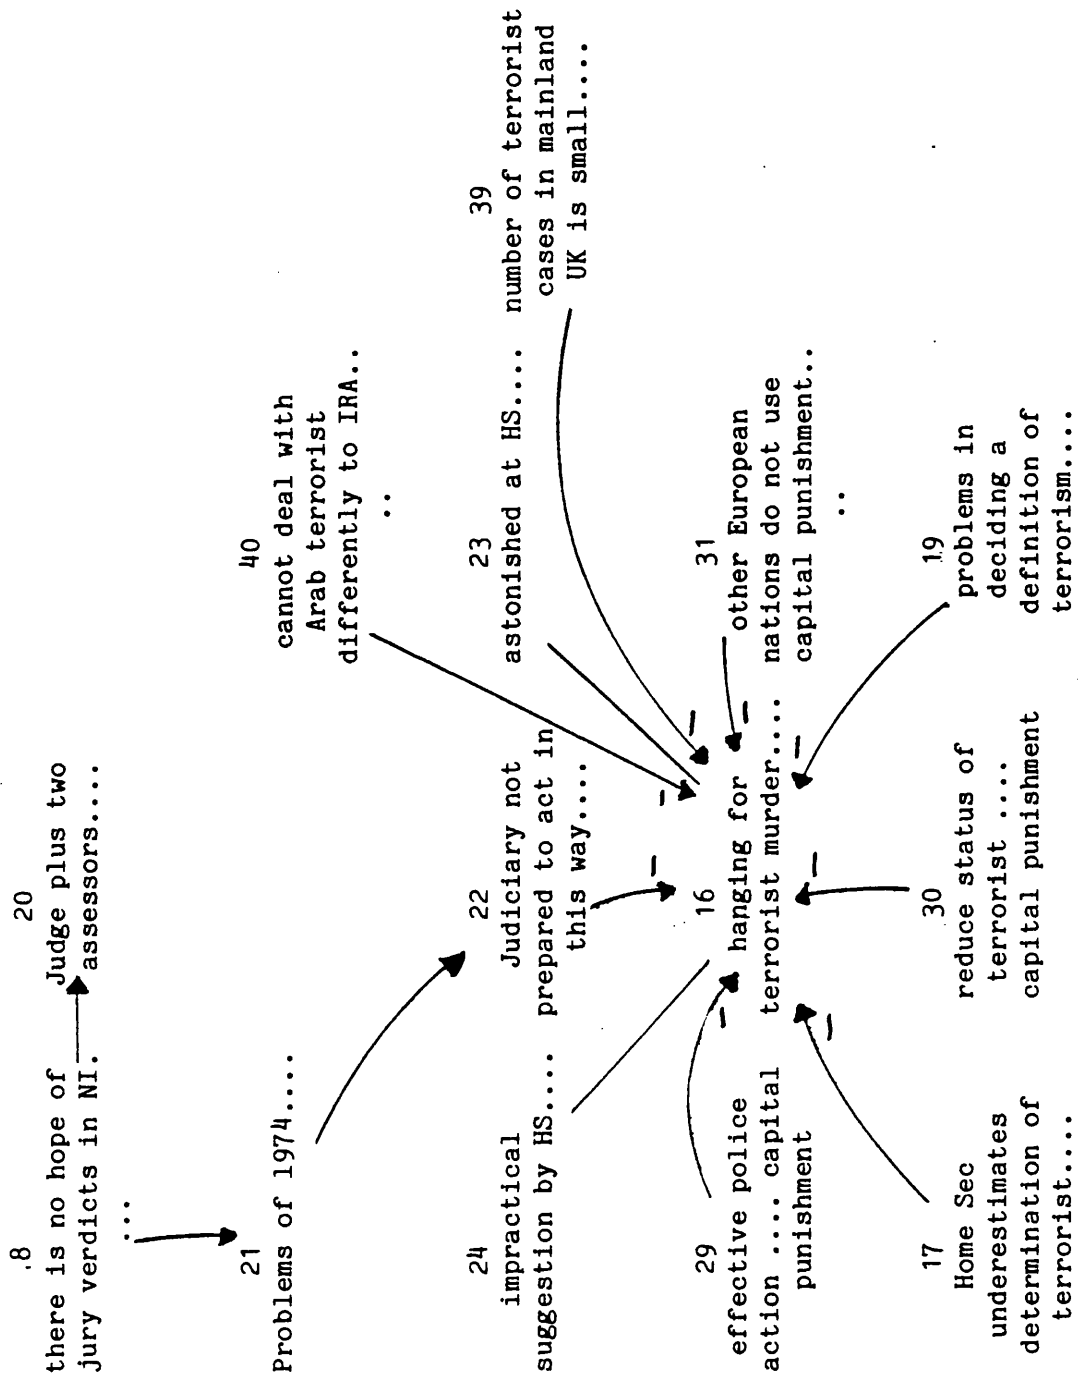 .8
there is no hope of
jury verdicts in NI.
...
20
Judge plus two
assessors....
21
Problems of 1974....
40
cannot deal with
Arab terrorist
differently to IRA..
..
24
impractical
suggestion by HS....
22
Judiciary not
prepared to act in
this way....
23
astonished at HS....
39
number of terrorist
cases in mainland
UK is small....
29
effective police
action .... capital
punishment
16
hanging for
terrorist murder....
31
other European
nations do not use
capital punishment..
..
17
Home Sec
underestimates
determination of
terrorist....
30
reduce status of
terrorist ....
capital punishment
19
problems in
deciding a
definition of
terrorism....